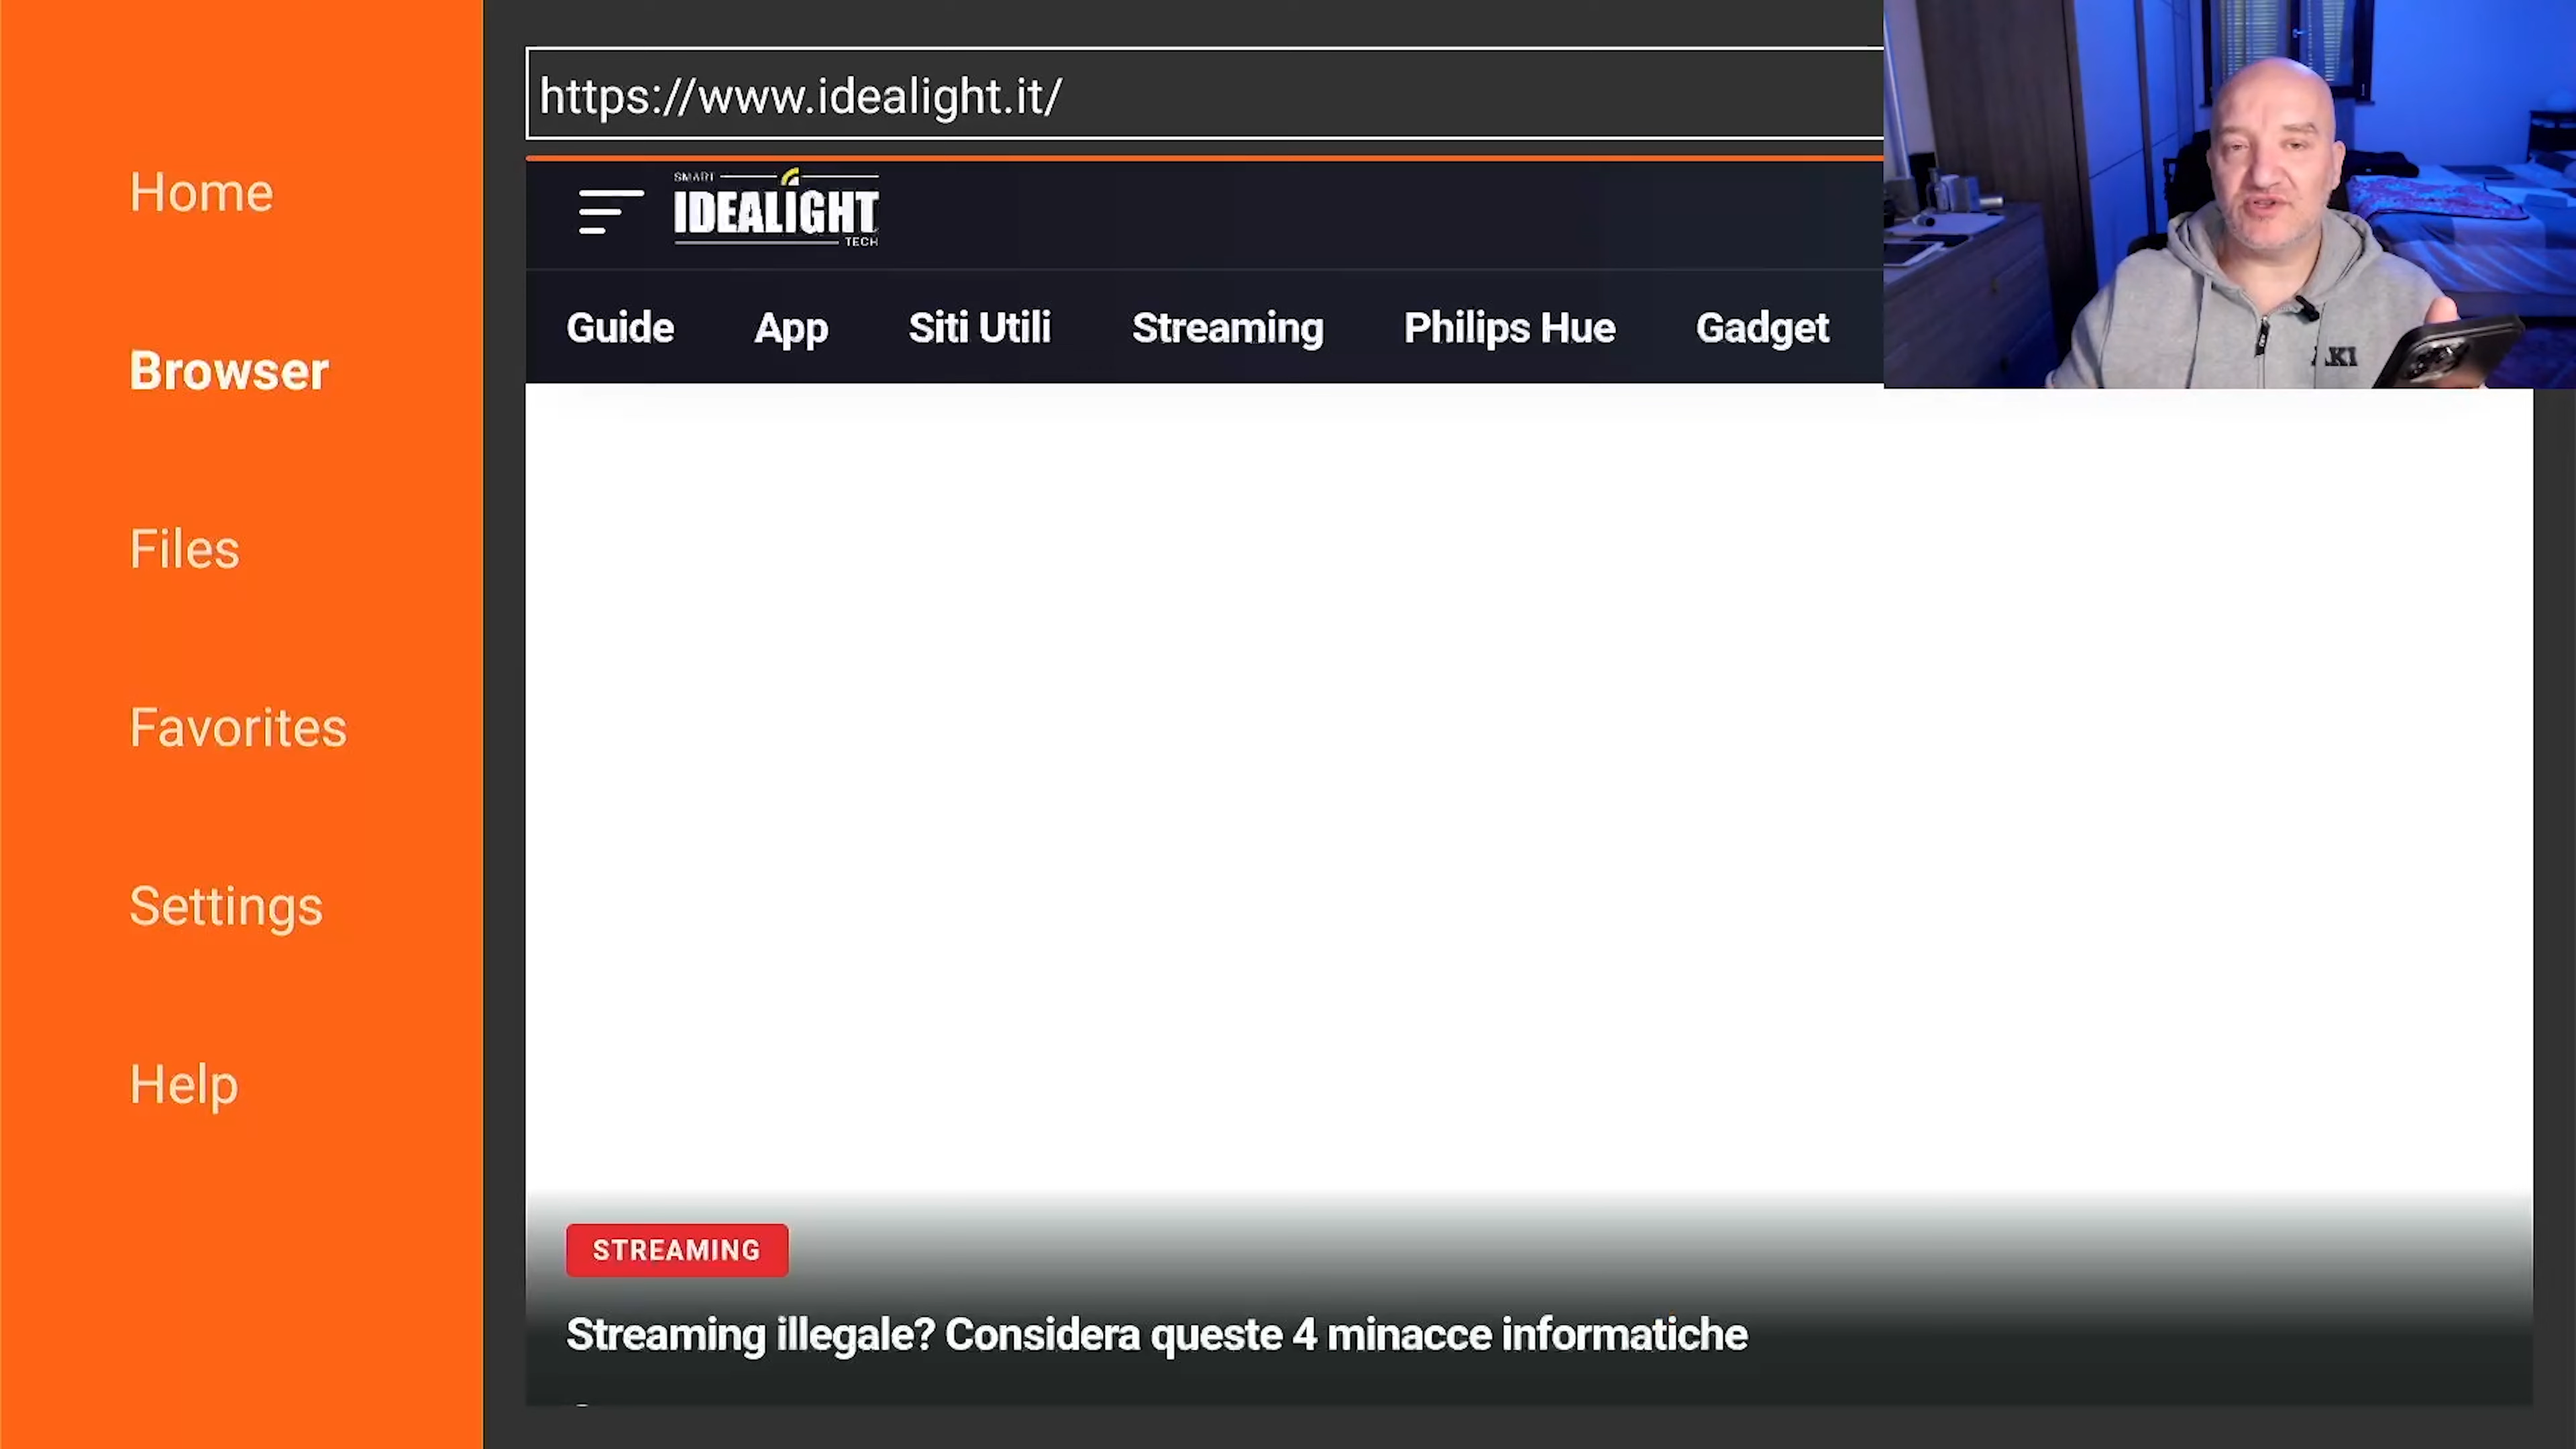 Home
Browser
Files
Favorites
Settings
Help
https://www.idealight.it/
SMART
IDEALIGHT
TECH
Guide App Siti Utili Streaming Philips Hue Gadget
STREAMING
Streaming illegale? Considera queste 4 minacce informatiche